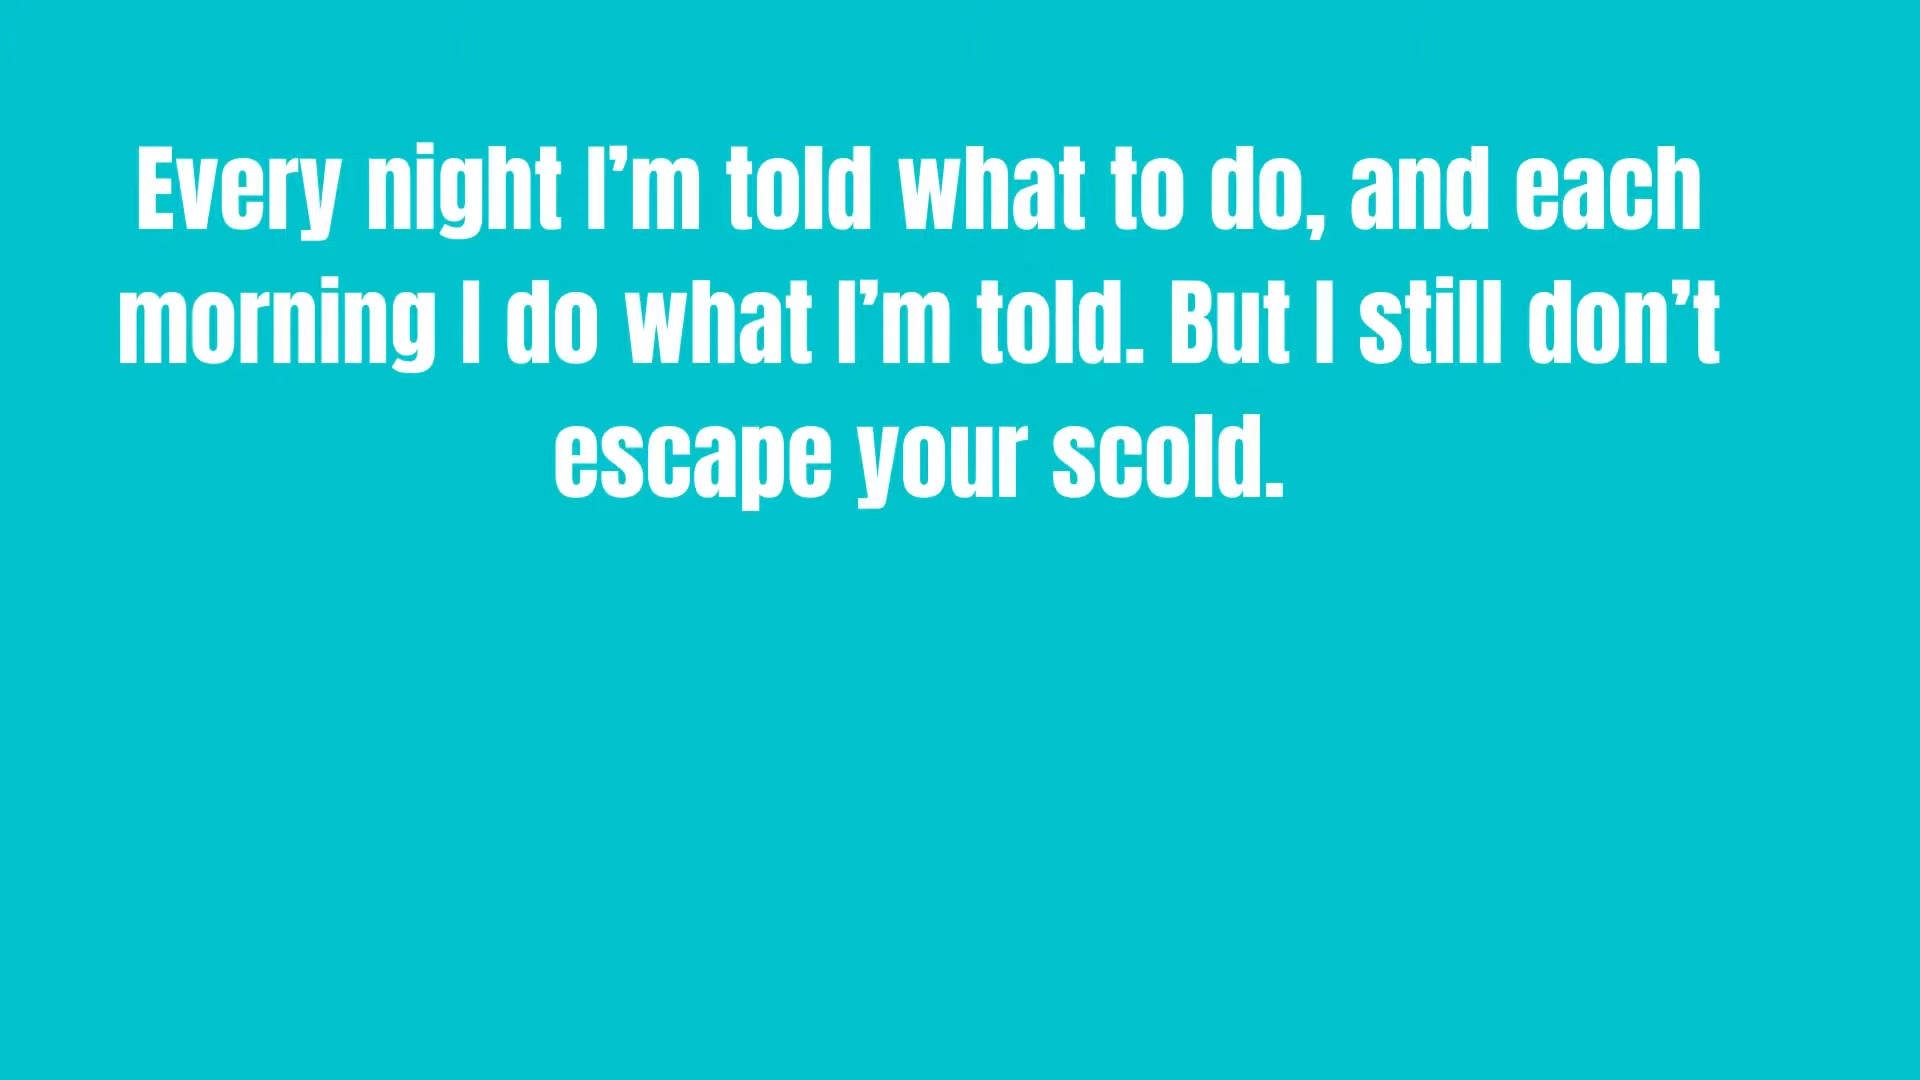 Every night I’m told what to do, and each
morning I do what I’m told. But I still don’t
escape your scold.